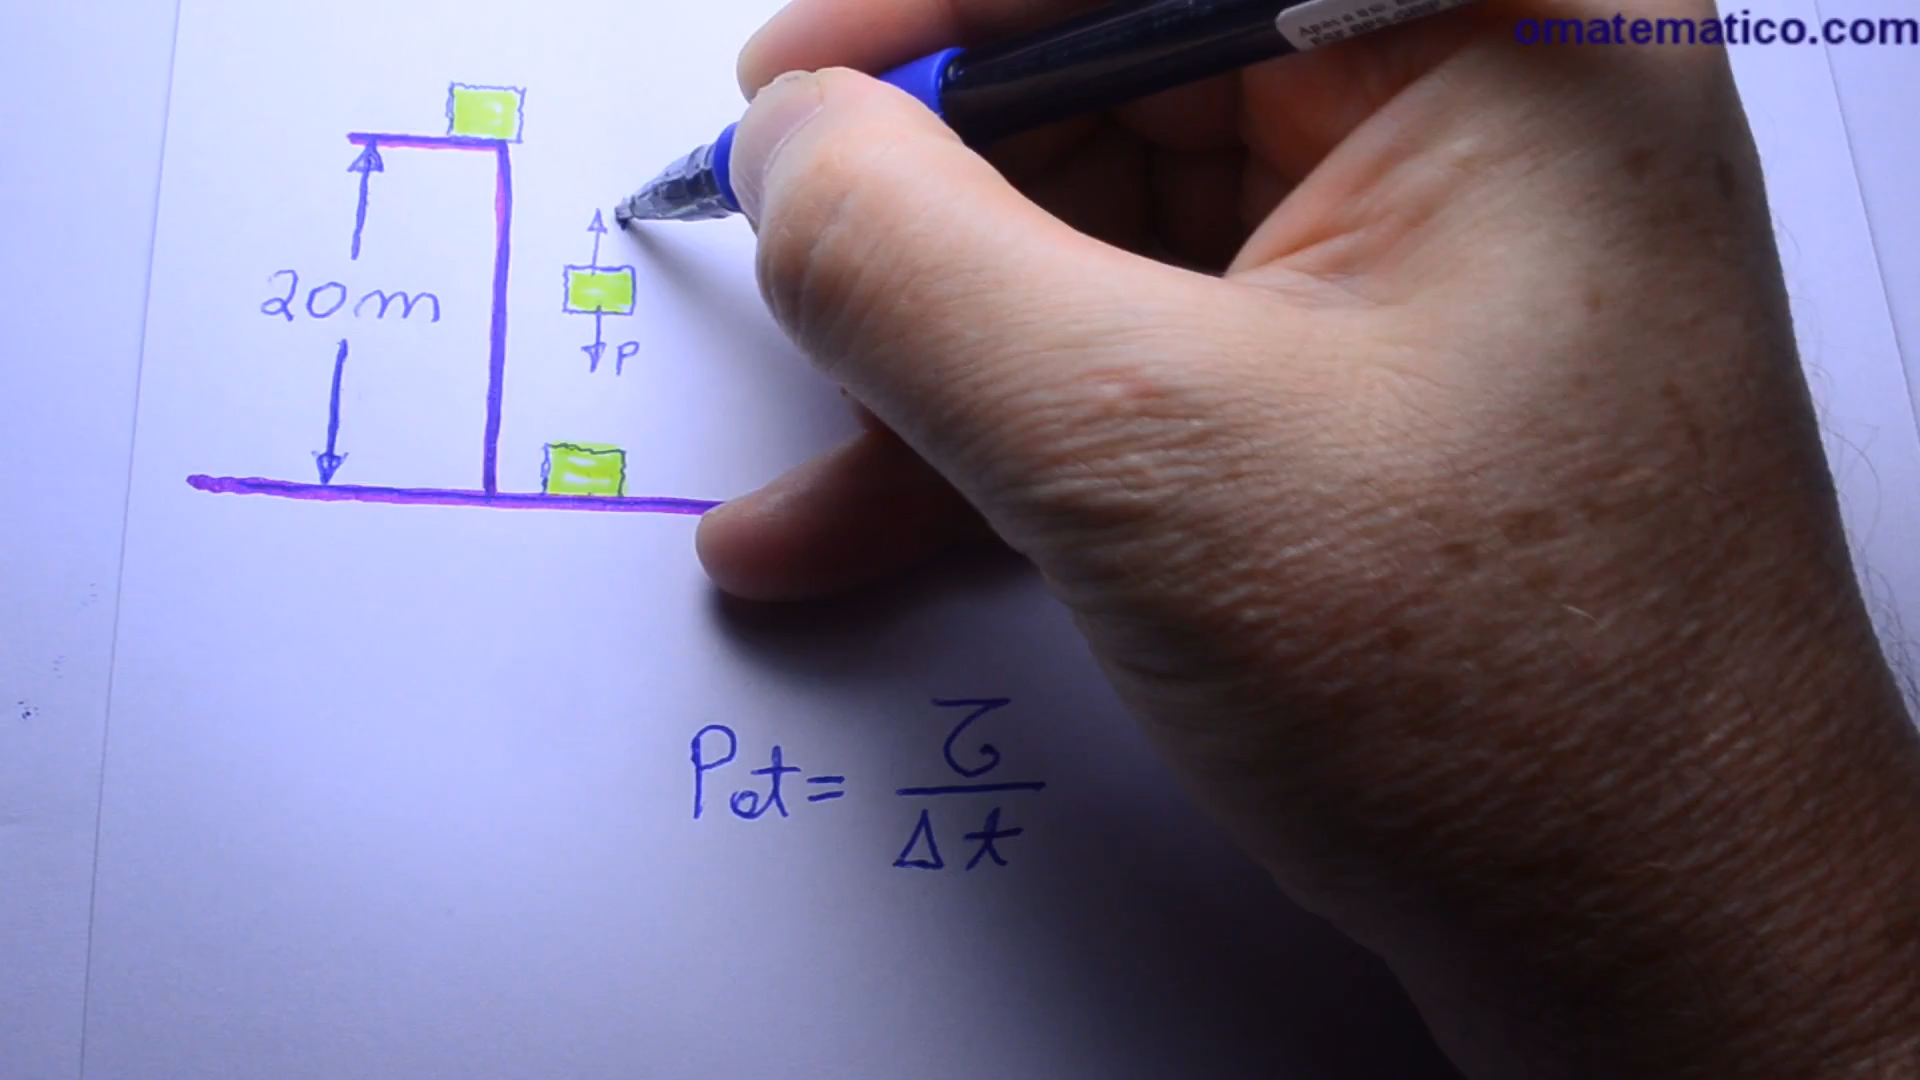 omatematico.com
20m
P
Pot = τ / Δt